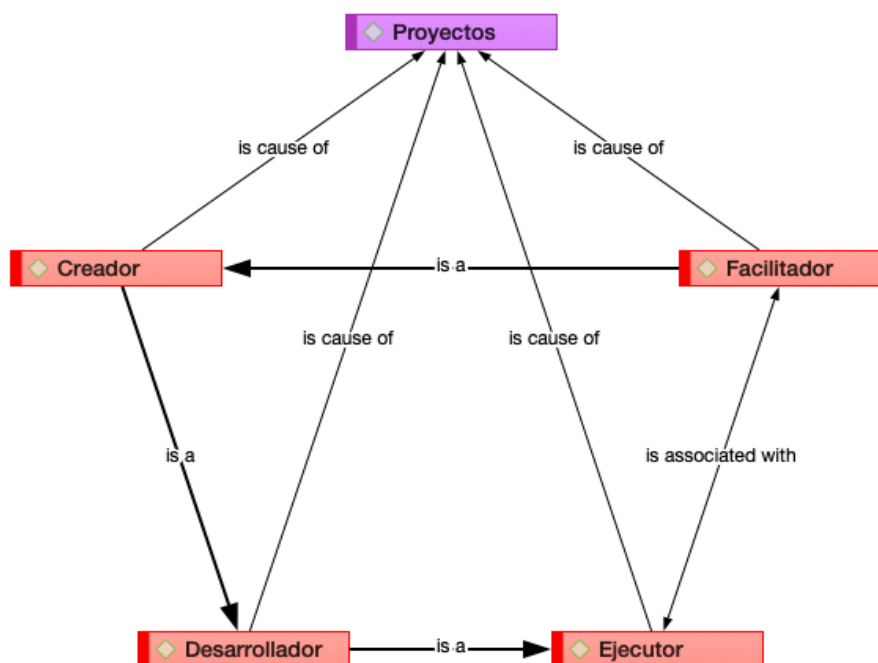 Proyectos
is cause of
is cause of
Creador
is a
Facilitador
is cause of
is cause of
is a
is associated with
Desarrollador
is a
Ejecutor